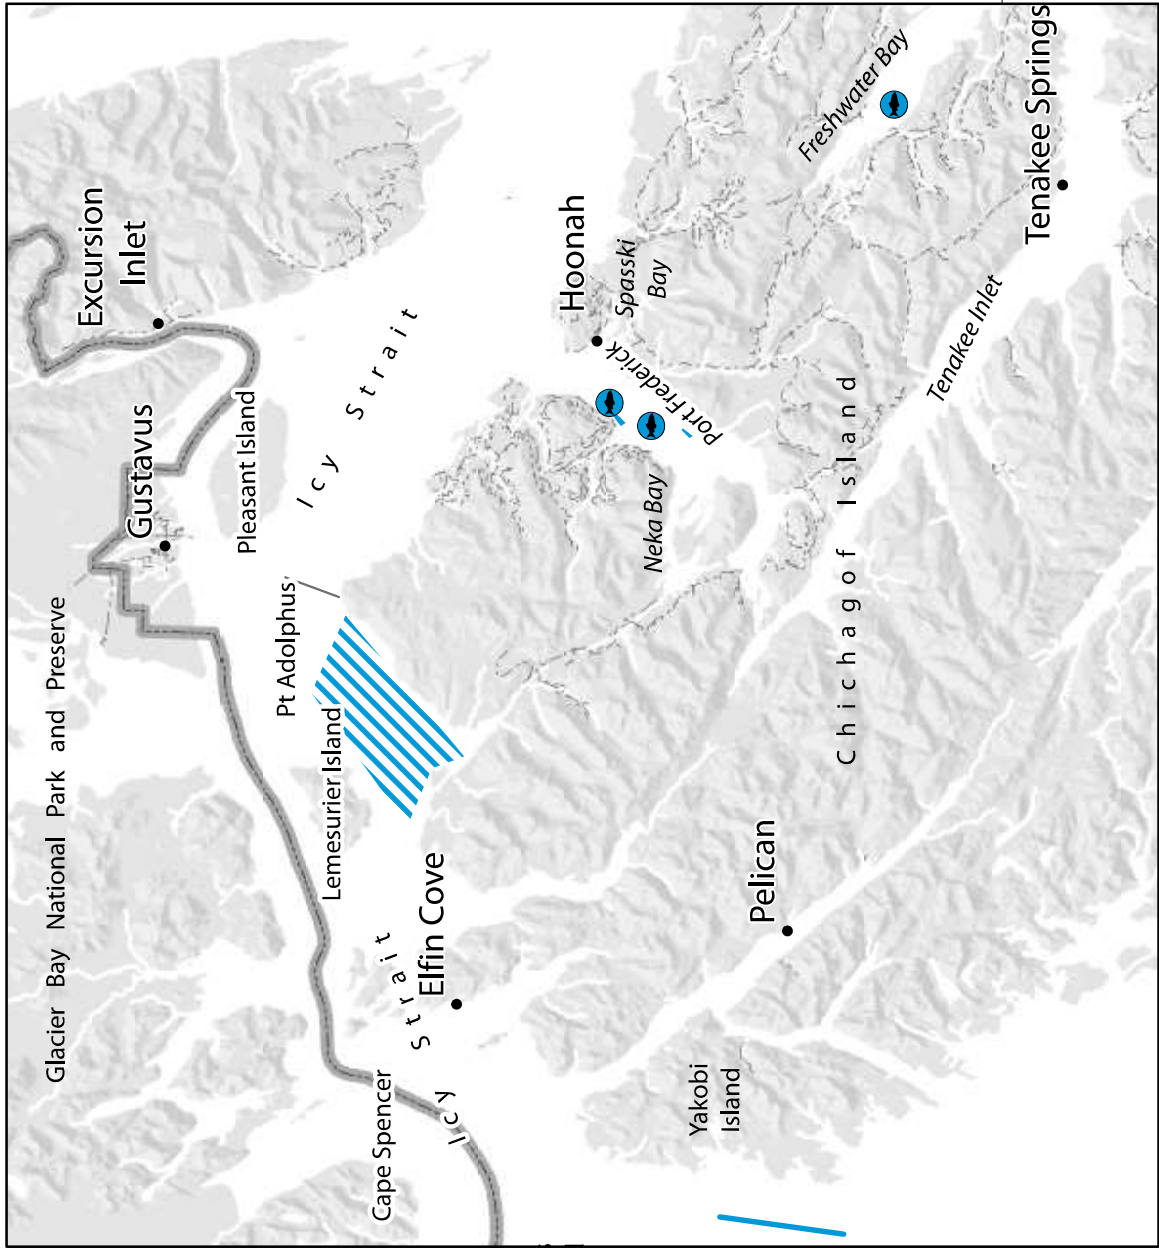 Glacier Bay National Park and Preserve
Excursion
Inlet
Gustavus
Pleasant Island
Icy Strait
Pt Adolphus
Lemesurier Island
Elfin Cove
Icy Strait
Cape Spencer
Hoonah
Spasski
Bay
Port Frederick
Neka Bay
Freshwater Bay
Tenakee Springs
Tenakee Inlet
Chichagof Island
Pelican
Yakobi
Island